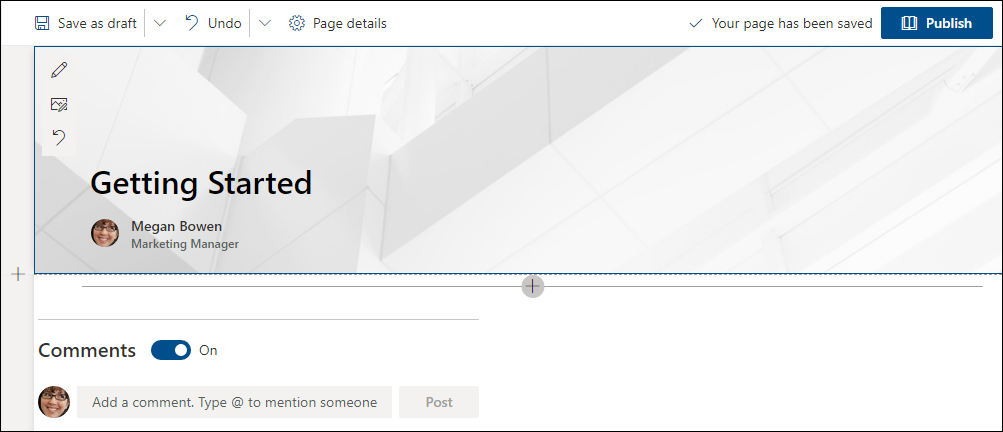 Save as draft Undo Page details Your page has been saved Publish
Getting Started
Megan Bowen
Marketing Manager
Comments On
Add a comment. Type @ to mention someone Post